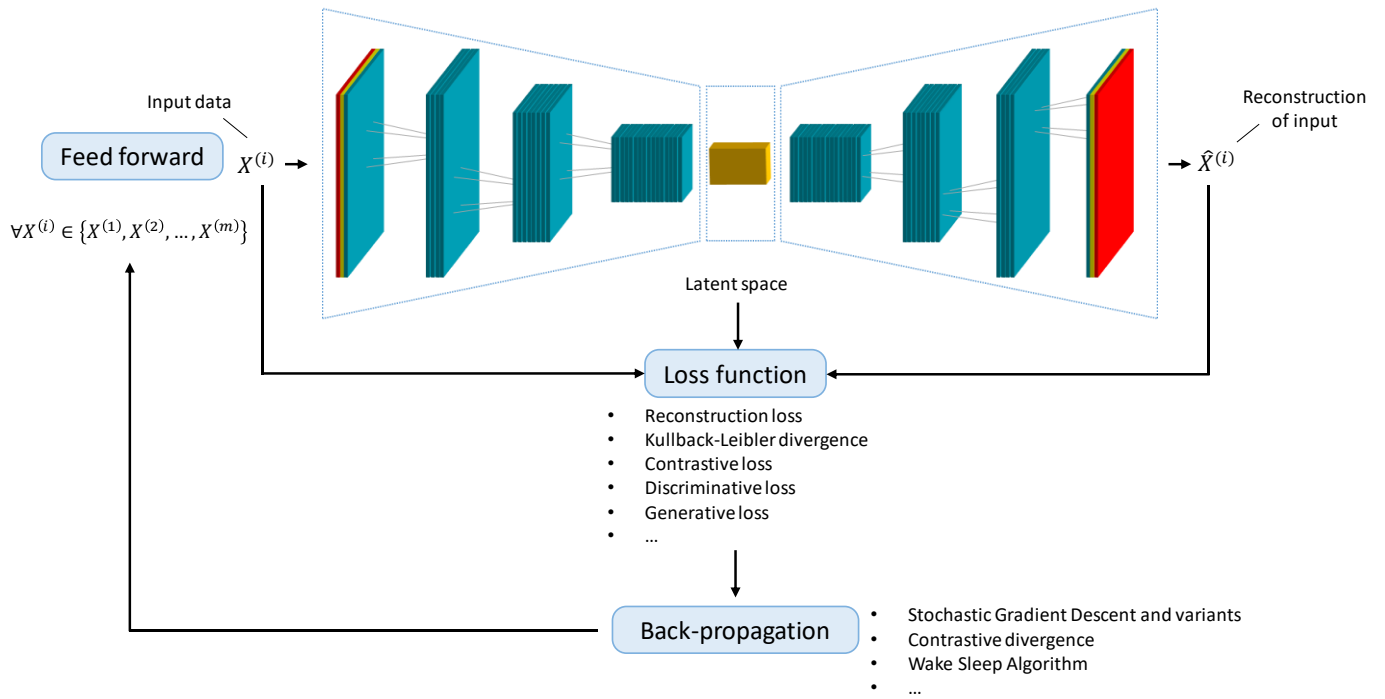 Input data
Feed forward
X^(i)
∀X^(i) ∈ {X^(1), X^(2), …, X^(m)}
Reconstruction
of input
X̂^(i)
Latent space
Loss function
• Reconstruction loss
• Kullback-Leibler divergence
• Contrastive loss
• Discriminative loss
• Generative loss
• …
Back-propagation
• Stochastic Gradient Descent and variants
• Contrastive divergence
• Wake Sleep Algorithm
• …